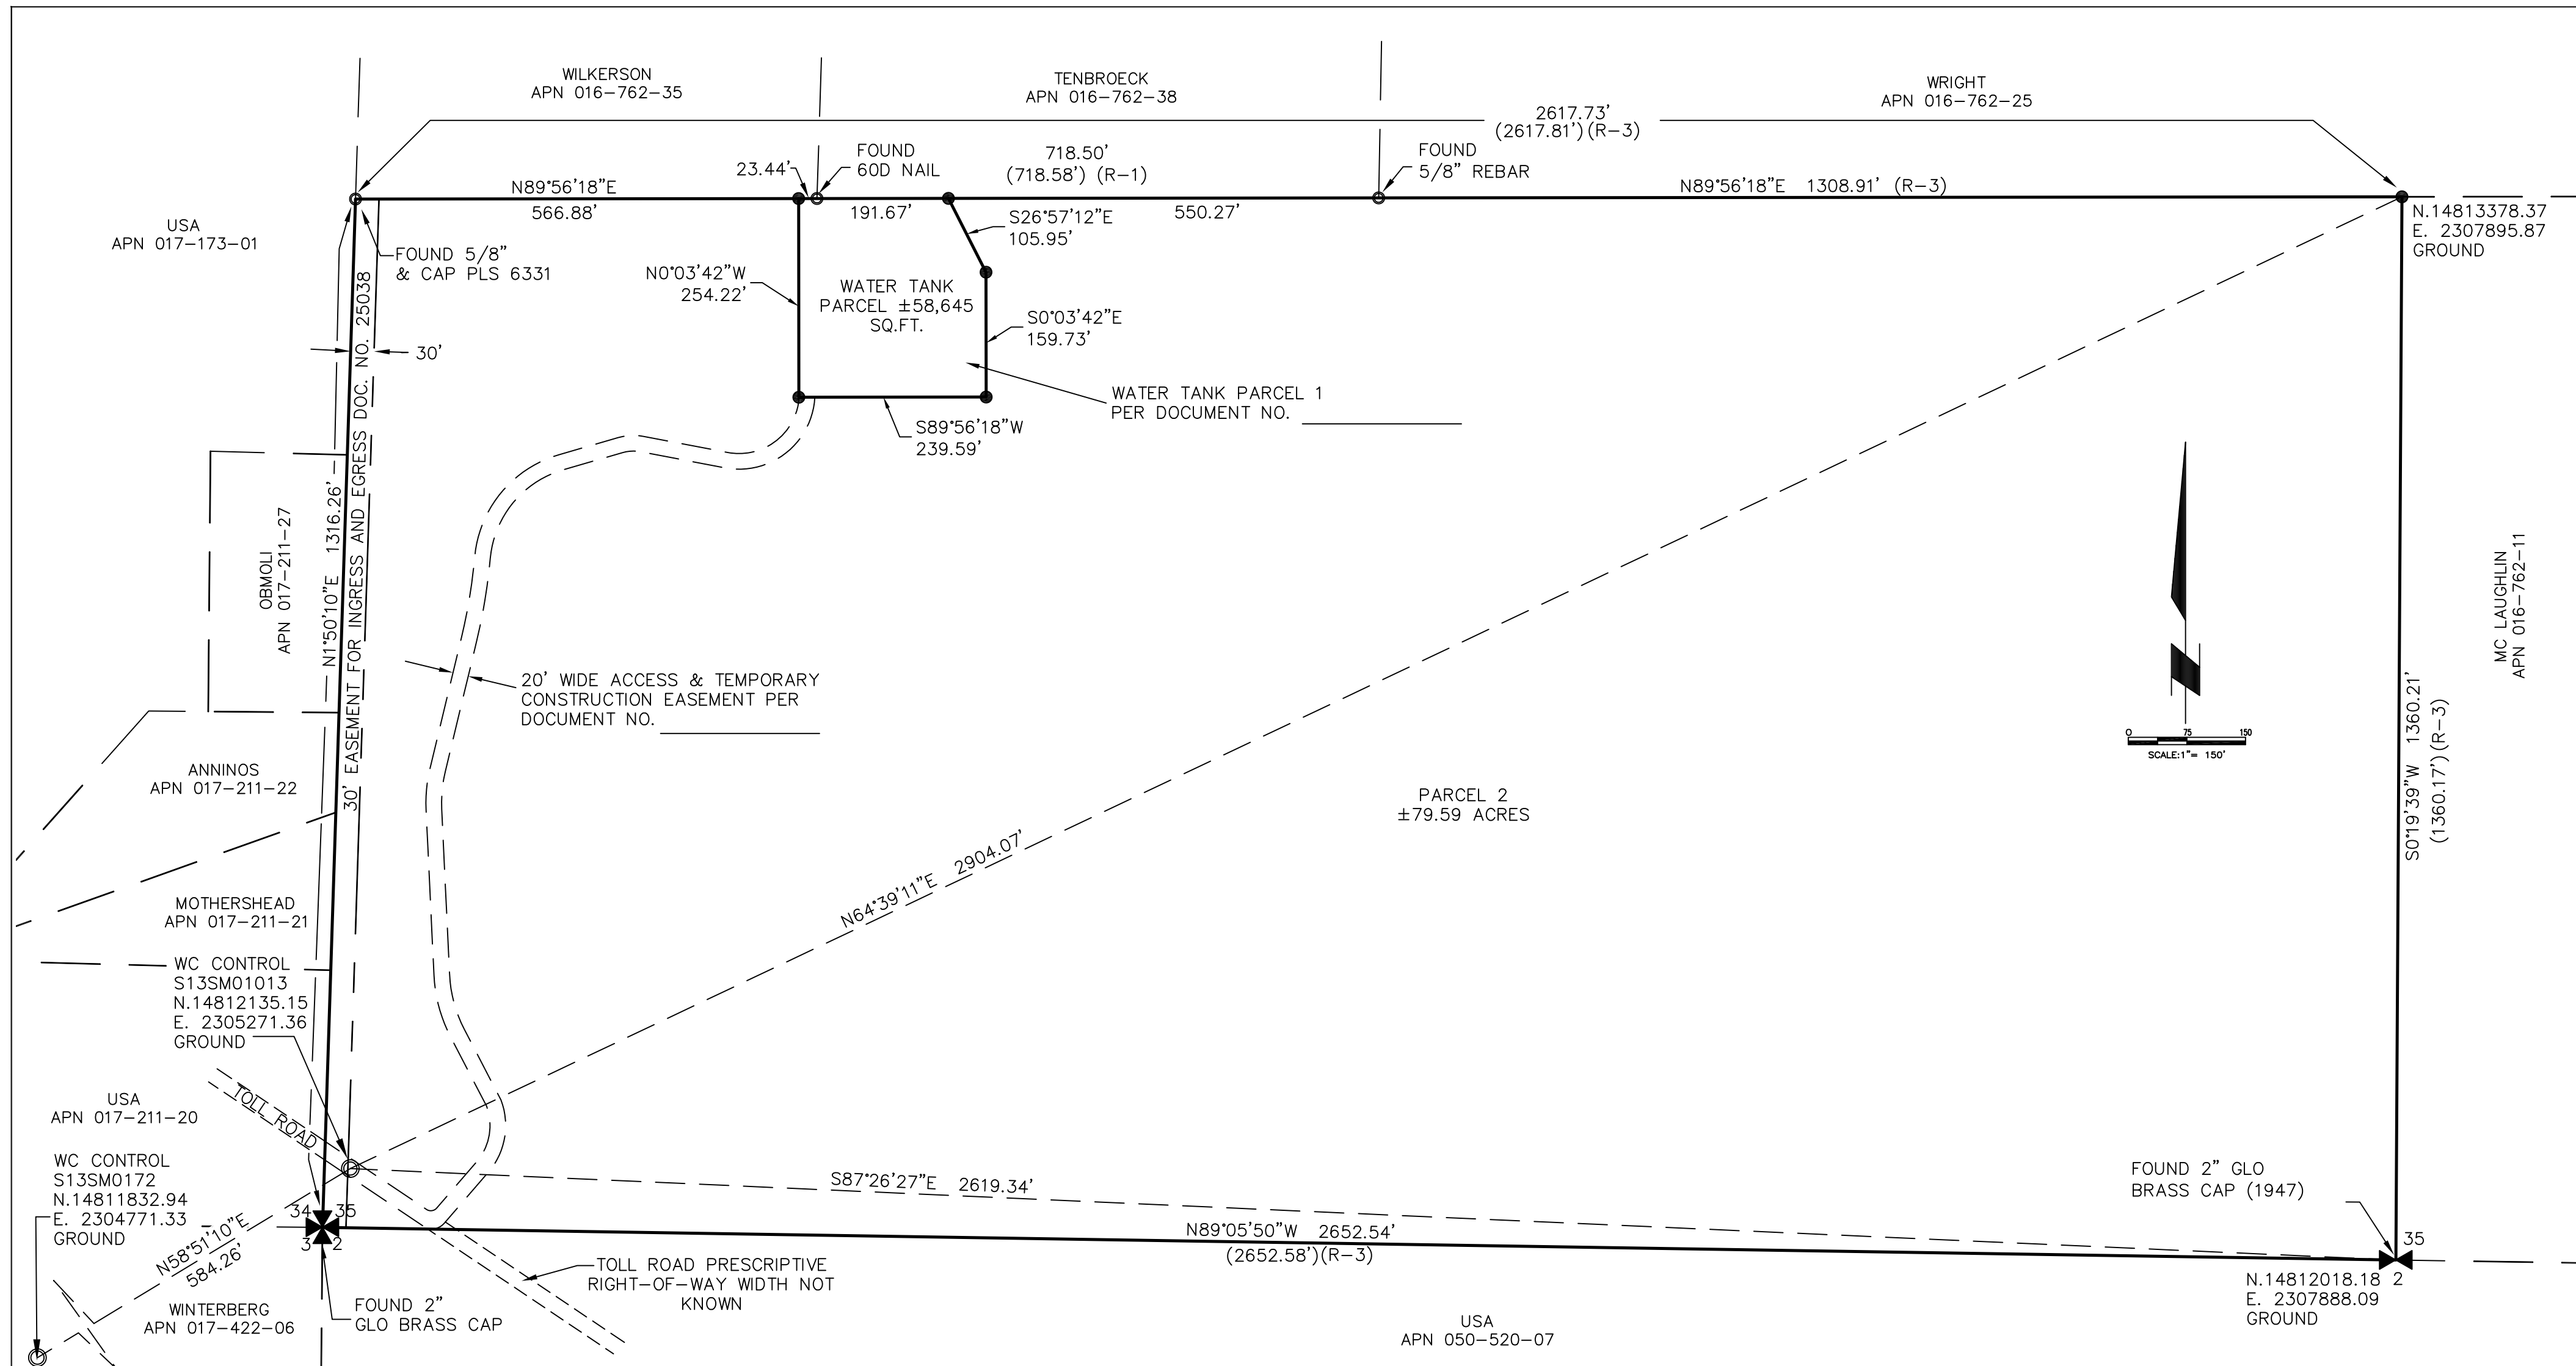 WILKERSON
APN 016-762-35
TENBROECK
APN 016-762-38
WRIGHT
APN 016-762-25
2617.73'
(2617.81')(R-3)
23.44'
FOUND
60D NAIL
718.50'
(718.58') (R-1)
FOUND
5/8" REBAR
N89°56'18"E
566.88'
191.67'
550.27'
N89°56'18"E 1308.91' (R-3)
S26°57'12"E
105.95'
N.14813378.37
E. 2307895.87
GROUND
USA
APN 017-173-01
FOUND 5/8"
& CAP PLS 6331
N0°03'42"W
254.22'
WATER TANK
PARCEL ±58,645
SQ.FT.
S0°03'42"E
159.73'
30'
WATER TANK PARCEL 1
PER DOCUMENT NO.
S89°56'18"W
239.59'
OBMOLI
APN 017-211-27
N1°50'10"E 1316.26'
30' EASEMENT FOR INGRESS AND EGRESS DOC. NO. 25038
20' WIDE ACCESS & TEMPORARY
CONSTRUCTION EASEMENT PER
DOCUMENT NO.
MC LAUGHLIN
APN 016-762-11
S0°19'39"W 1360.21'
(1360.17')(R-3)
0 75 150
SCALE:1"= 150'
ANNINOS
APN 017-211-22
PARCEL 2
±79.59 ACRES
N64°39'11"E 2904.07'
MOTHERSHEAD
APN 017-211-21
WC CONTROL
S13SM01013
N.14812135.15
E. 2305271.36
GROUND
TOLL ROAD
USA
APN 017-211-20
WC CONTROL
S13SM0172
N.14811832.94
E. 2304771.33
GROUND
N58°51'10"E
584.26'
34 35
3 2
S87°26'27"E 2619.34'
N89°05'50"W 2652.54'
(2652.58')(R-3)
FOUND 2" GLO
BRASS CAP (1947)
35
2
N.14812018.18
E. 2307888.09
GROUND
TOLL ROAD PRESCRIPTIVE
RIGHT-OF-WAY WIDTH NOT
KNOWN
WINTERBERG
APN 017-422-06
FOUND 2"
GLO BRASS CAP
USA
APN 050-520-07